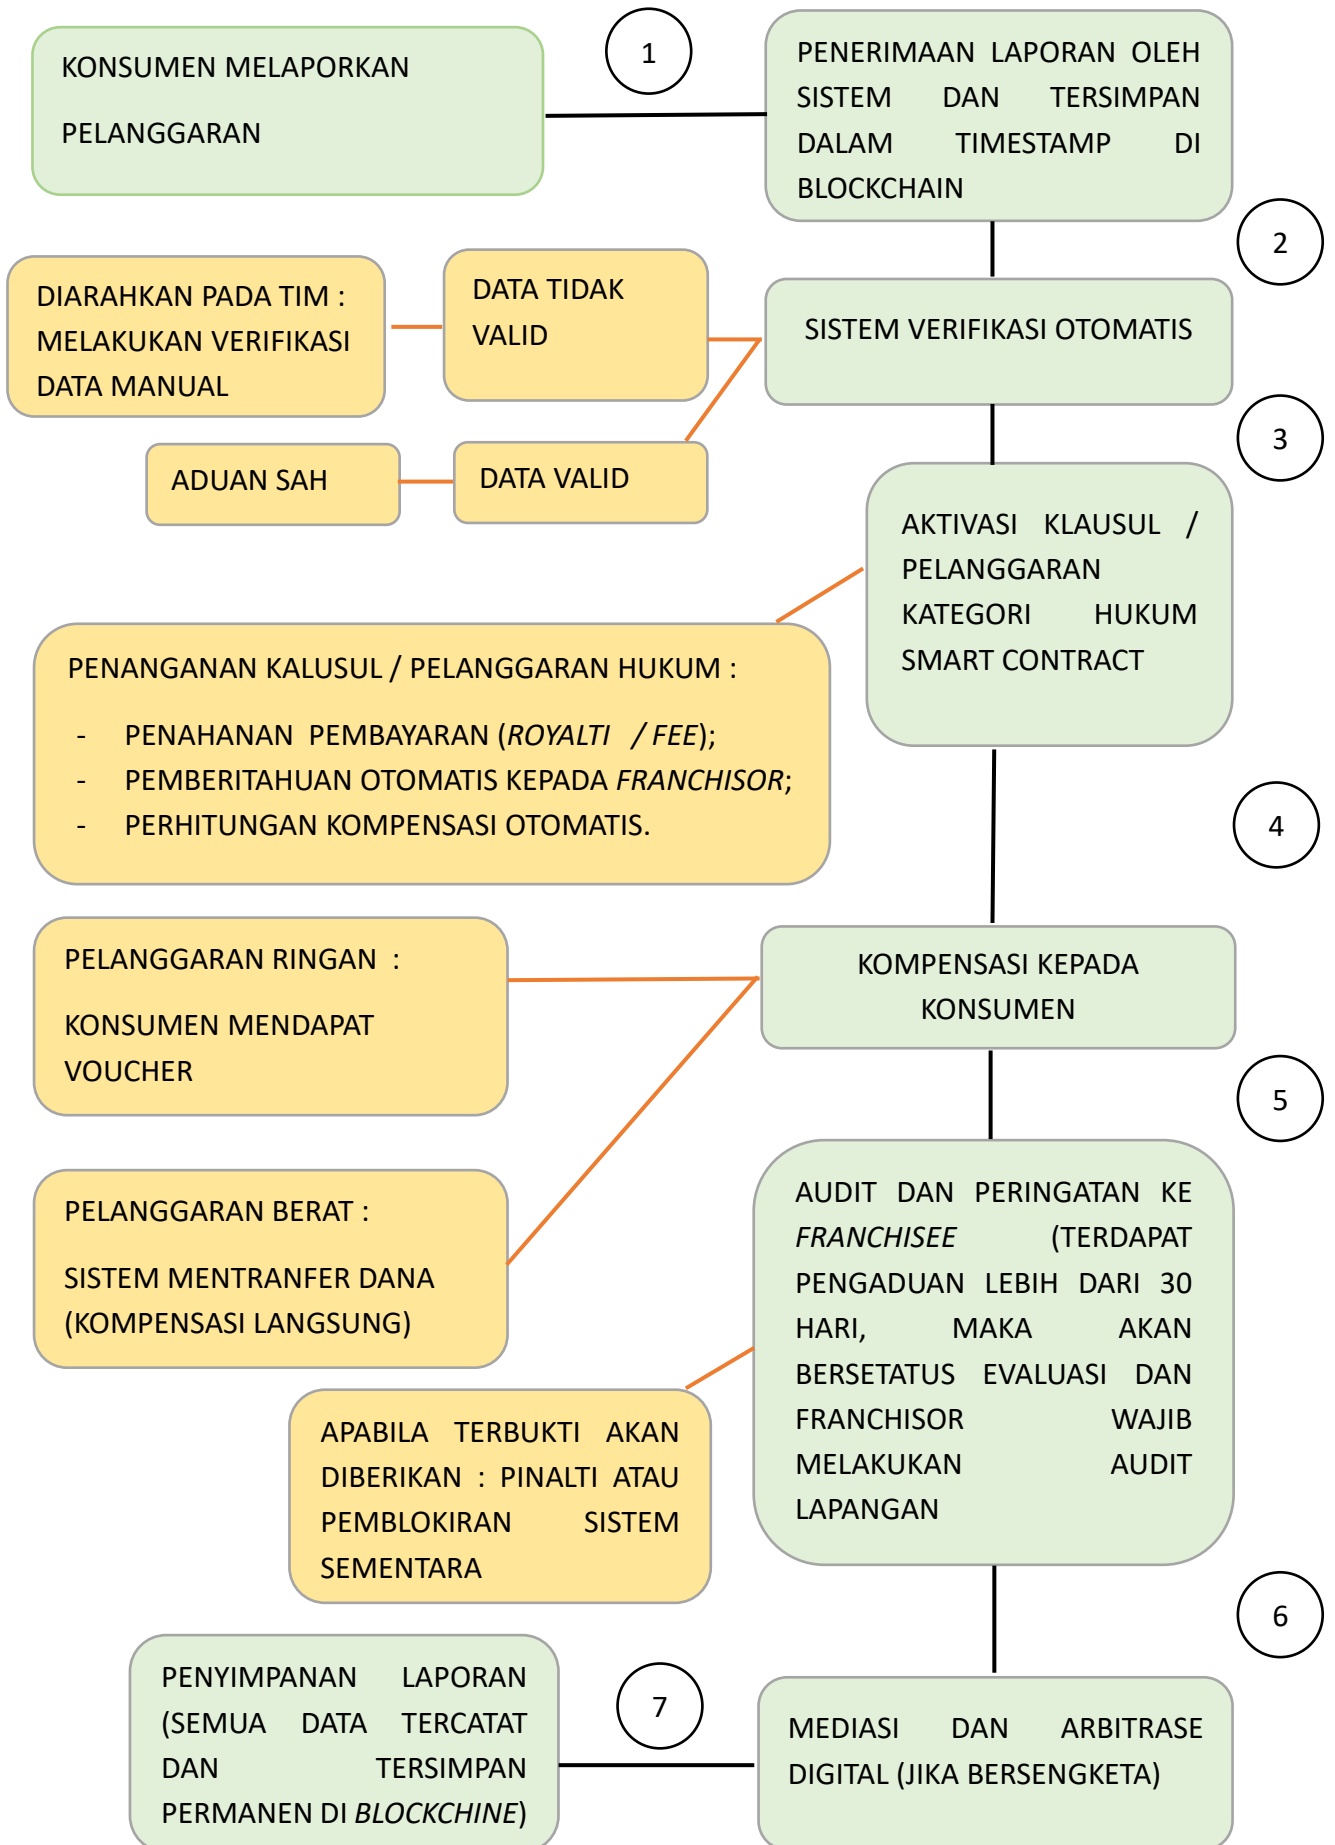 KONSUMEN MELAPORKAN
PELANGGARAN
1
PENERIMAAN LAPORAN OLEH
SISTEM DAN TERSIMPAN
DALAM TIMESTAMP DI
BLOCKCHAIN
2
DIARAHKAN PADA TIM :
MELAKUKAN VERIFIKASI
DATA MANUAL
DATA TIDAK
VALID
SISTEM VERIFIKASI OTOMATIS
3
ADUAN SAH
DATA VALID
AKTIVASI KLAUSUL /
PELANGGARAN
KATEGORI HUKUM
SMART CONTRACT
PENANGANAN KALUSUL / PELANGGARAN HUKUM :
- PENAHANAN PEMBAYARAN (ROYALTI / FEE);
- PEMBERITAHUAN OTOMATIS KEPADA FRANCHISOR;
- PERHITUNGAN KOMPENSASI OTOMATIS.
4
PELANGGARAN RINGAN :
KONSUMEN MENDAPAT
VOUCHER
KOMPENSASI KEPADA
KONSUMEN
5
PELANGGARAN BERAT :
SISTEM MENTRANFER DANA
(KOMPENSASI LANGSUNG)
AUDIT DAN PERINGATAN KE
FRANCHISEE (TERDAPAT
PENGADUAN LEBIH DARI 30
HARI, MAKA AKAN
BERSETATUS EVALUASI DAN
FRANCHISOR WAJIB
MELAKUKAN AUDIT
LAPANGAN
APABILA TERBUKTI AKAN
DIBERIKAN : PINALTI ATAU
PEMBLOKIRAN SISTEM
SEMENTARA
6
PENYIMPANAN LAPORAN
(SEMUA DATA TERCATAT
DAN TERSIMPAN
PERMANEN DI BLOCKCHINE)
7
MEDIASI DAN ARBITRASE
DIGITAL (JIKA BERSENGKETA)